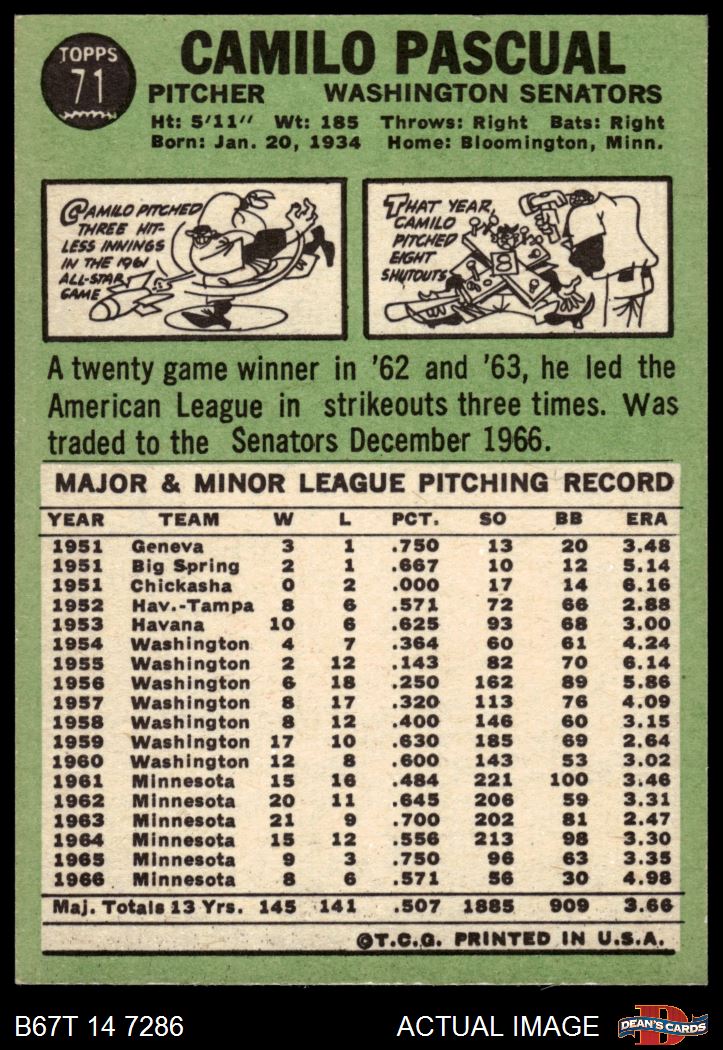 TOPPS
71
CAMILO PASCUAL
PITCHER WASHINGTON SENATORS
Ht: 5'11" Wt: 185 Throws: Right Bats: Right
Born: Jan. 20, 1934 Home: Bloomington, Minn.
CAMILO PITCHED
THREE HIT-
LESS INNINGS
IN THE 1961
ALL-STAR
GAME
THAT YEAR,
CAMILO
PITCHED
EIGHT
SHUTOUTS
8
A twenty game winner in '62 and '63, he led the
American League in strikeouts three times. Was
traded to the Senators December 1966.
MAJOR & MINOR LEAGUE PITCHING RECORD
YEAR TEAM W L PCT. SO BB ERA
1951 Geneva 3 1 .750 13 20 3.48
1951 Big Spring 2 1 .667 10 12 5.14
1951 Chickasha 0 2 .000 17 14 6.16
1952 Hav.-Tampa 8 6 .571 72 66 2.88
1953 Havana 10 6 .625 93 68 3.00
1954 Washington 4 7 .364 60 61 4.24
1955 Washington 2 12 .143 82 70 6.14
1956 Washington 6 18 .250 162 89 5.86
1957 Washington 8 17 .320 113 76 4.09
1958 Washington 8 12 .400 146 60 3.15
1959 Washington 17 10 .630 185 69 2.64
1960 Washington 12 8 .600 143 53 3.02
1961 Minnesota 15 16 .484 221 100 3.46
1962 Minnesota 20 11 .645 206 59 3.31
1963 Minnesota 21 9 .700 202 81 2.47
1964 Minnesota 15 12 .556 213 98 3.30
1965 Minnesota 9 3 .750 96 63 3.35
1966 Minnesota 8 6 .571 56 30 4.98
Maj. Totals 13 Yrs. 145 141 .507 1885 909 3.66
©T.C.G. PRINTED IN U.S.A.
B67T 14 7286 ACTUAL IMAGE
D
DEAN'S CARDS